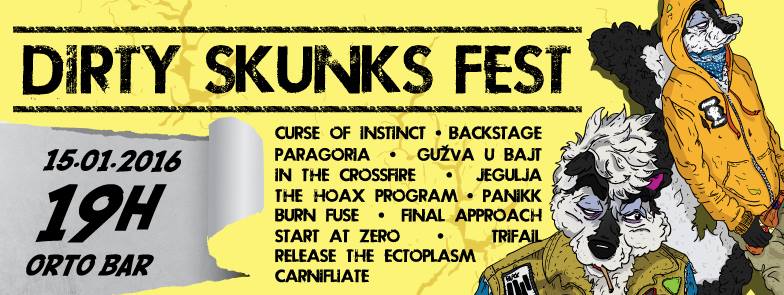 DIRTY SKUNKS FEST
15.01.2016
19H
ORTO BAR
CURSE OF INSTINCT • BACKSTAGE
PARAGORIA • GUŽVA U BAJT
IN THE CROSSFIRE • JEGULJA
THE HOAX PROGRAM • PANIKK
BURN FUSE • FINAL APPROACH
START AT ZERO • TRIFAIL
RELEASE THE ECTOPLASM
CARNIFLIATE